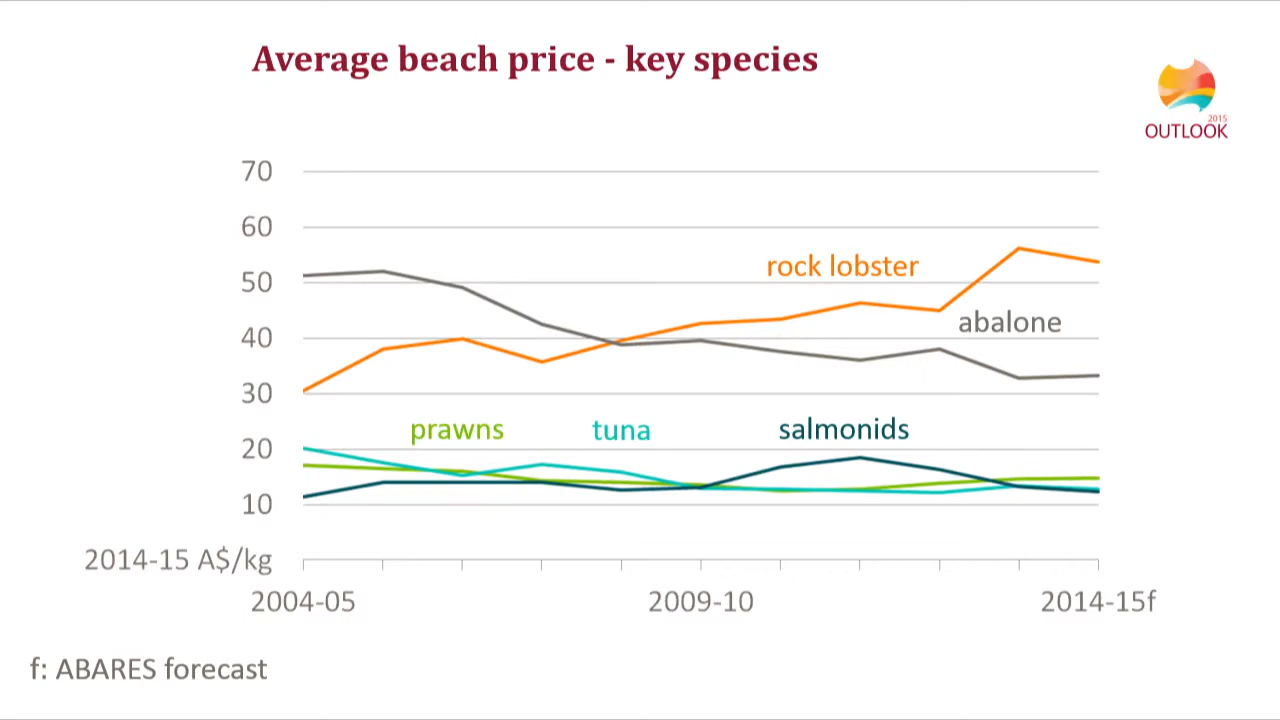 Average beach price - key species
2015
OUTLOOK
70
60
50
40
30
20
10
rock lobster
abalone
prawns
tuna
salmonids
2014-15 A$/kg
2004-05
2009-10
2014-15f
f: ABARES forecast